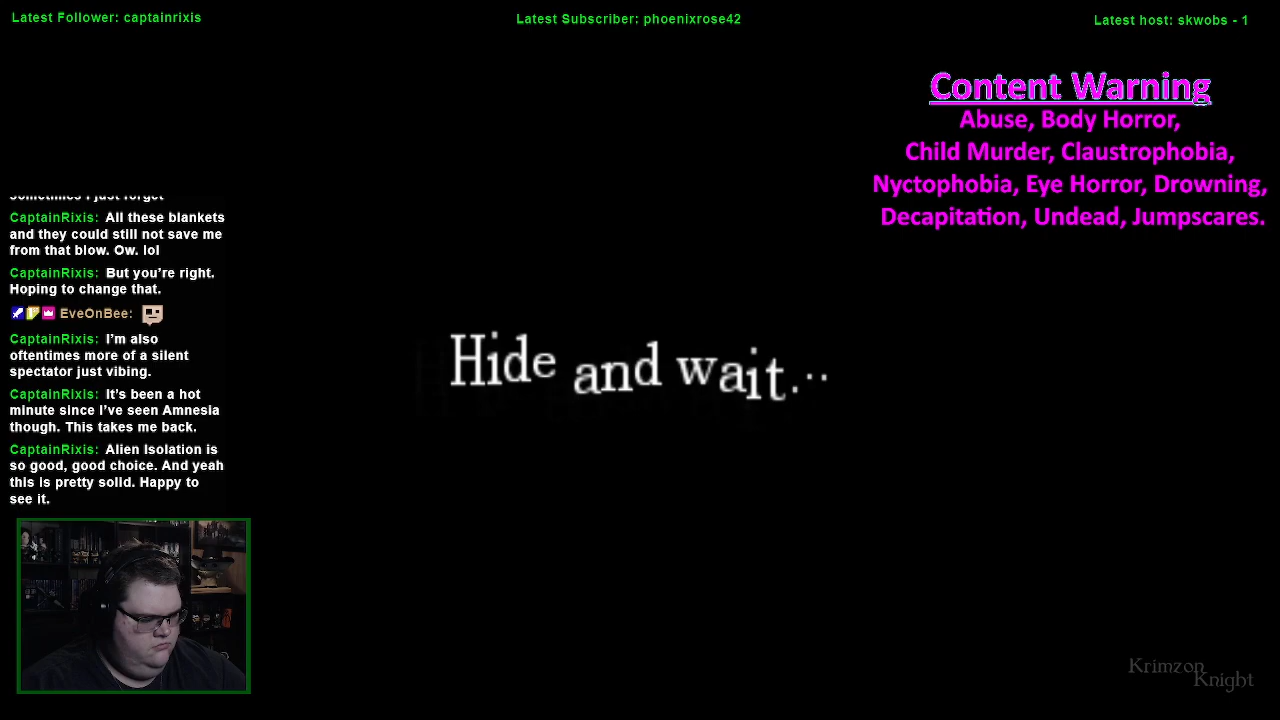 Latest Follower: captainrixis
Latest Subscriber: phoenixrose42
Latest host: skwobs - 1
Content Warning
Abuse, Body Horror,
Child Murder, Claustrophobia,
Nyctophobia, Eye Horror, Drowning,
Decapitation, Undead, Jumpscares.
sometimes I just forget
CaptainRixis: All these blankets
and they could still not save me
from that blow. Ow. lol
CaptainRixis: But you're right.
Hoping to change that.
EveOnBee:
CaptainRixis: I'm also
oftentimes more of a silent
spectator just vibing.
CaptainRixis: It's been a hot
minute since I've seen Amnesia
though. This takes me back.
CaptainRixis: Alien Isolation is
so good, good choice. And yeah
this is pretty solid. Happy to
see it.
Hide and wait...
Krimzon
Knight